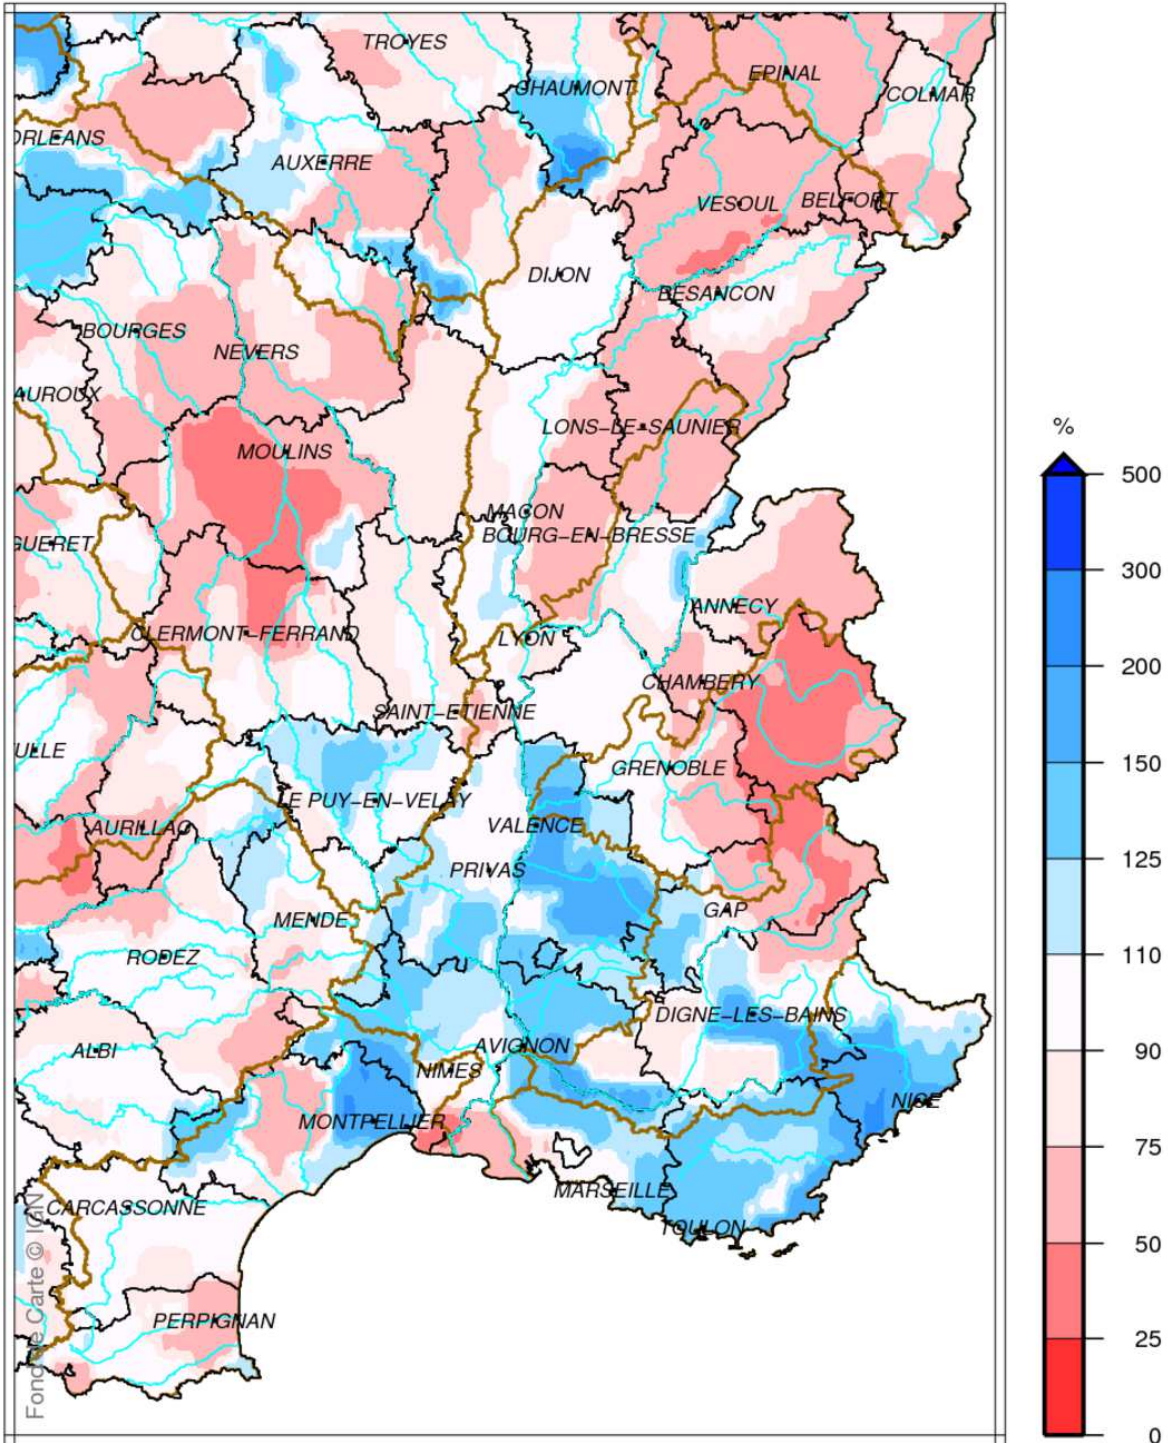 TROYES
EPINAL
CHAUMONT
COLMAR
ORLEANS
AUXERRE
VESOUL
BELFORT
DIJON
BESANCON
BOURGES
NEVERS
AUROUX
LONS-LE-SAUNIER
%
MOULINS
500
MACON
BOURG-EN-BRESSE
GUERET
300
ANNECY
CLERMONT-FERRAND
LYON
200
CHAMBERY
SAINT-ETIENNE
ULLE
150
GRENOBLE
LE PUY-EN-VELAY
VALENCE
AURILLAC
125
PRIVAS
GAP
MENDE
110
RODEZ
DIGNE-LES-BAINS
AVIGNON
ALBI
90
NIMES
NICE
MONTPELLIER
75
MARSEILLE
CARCASSONNE
TOULON
50
PERPIGNAN
25
0
Fond de Carte © IGN